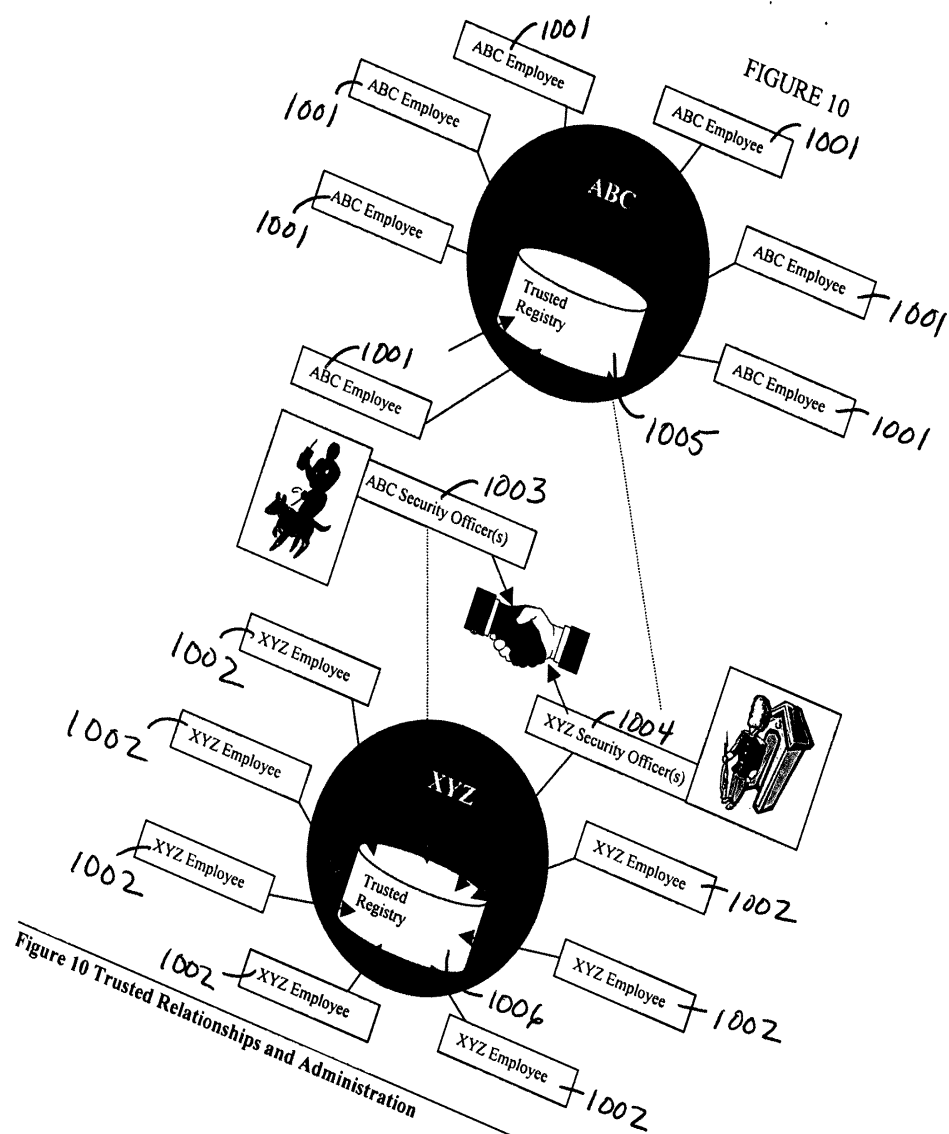 FIGURE 10
1001
ABC Employee
ABC Employee
1001
ABC Employee
1001
ABC Employee
1001
ABC
ABC Employee
1001
Trusted
Registry
1001
ABC Employee
ABC Employee
1001
1005
1003
ABC Security Officer(s)
XYZ Employee
1002
1004
XYZ Security Officer(s)
XYZ Employee
1002
XYZ
XYZ Employee
1002
XYZ Employee
1002
Trusted
Registry
XYZ Employee
1002
1002
XYZ Employee
1006
XYZ Employee
1002
Figure 10 Trusted Relationships and Administration